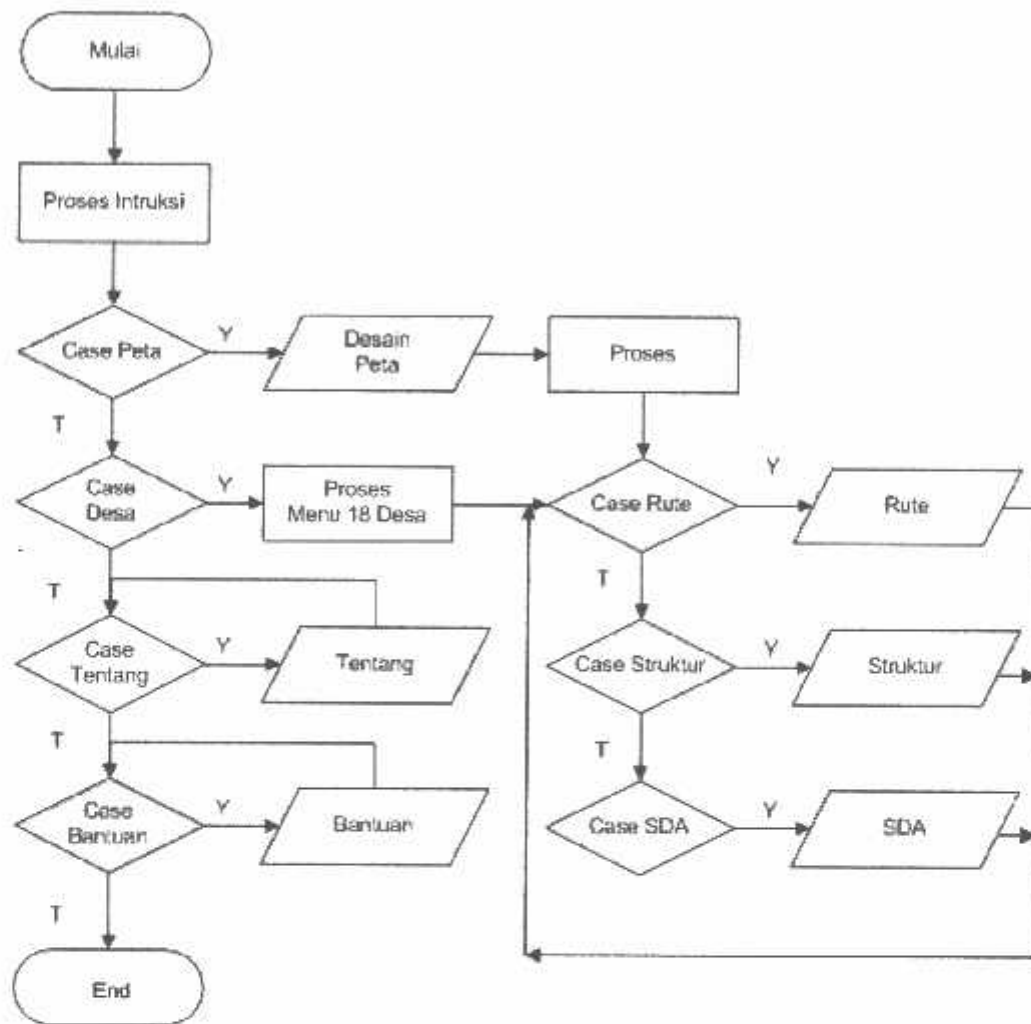 Mulai
Proses Intruksi
Case Peta
Y
Desain
Peta
Proses
T
Case
Desa
Y
Proses
Menu 18 Desa
Case Rute
Y
Rute
T
T
Case
Tentang
Y
Tentang
Case Struktur
Y
Struktur
T
T
Case
Bantuan
Y
Bantuan
Case SDA
Y
SDA
T
End